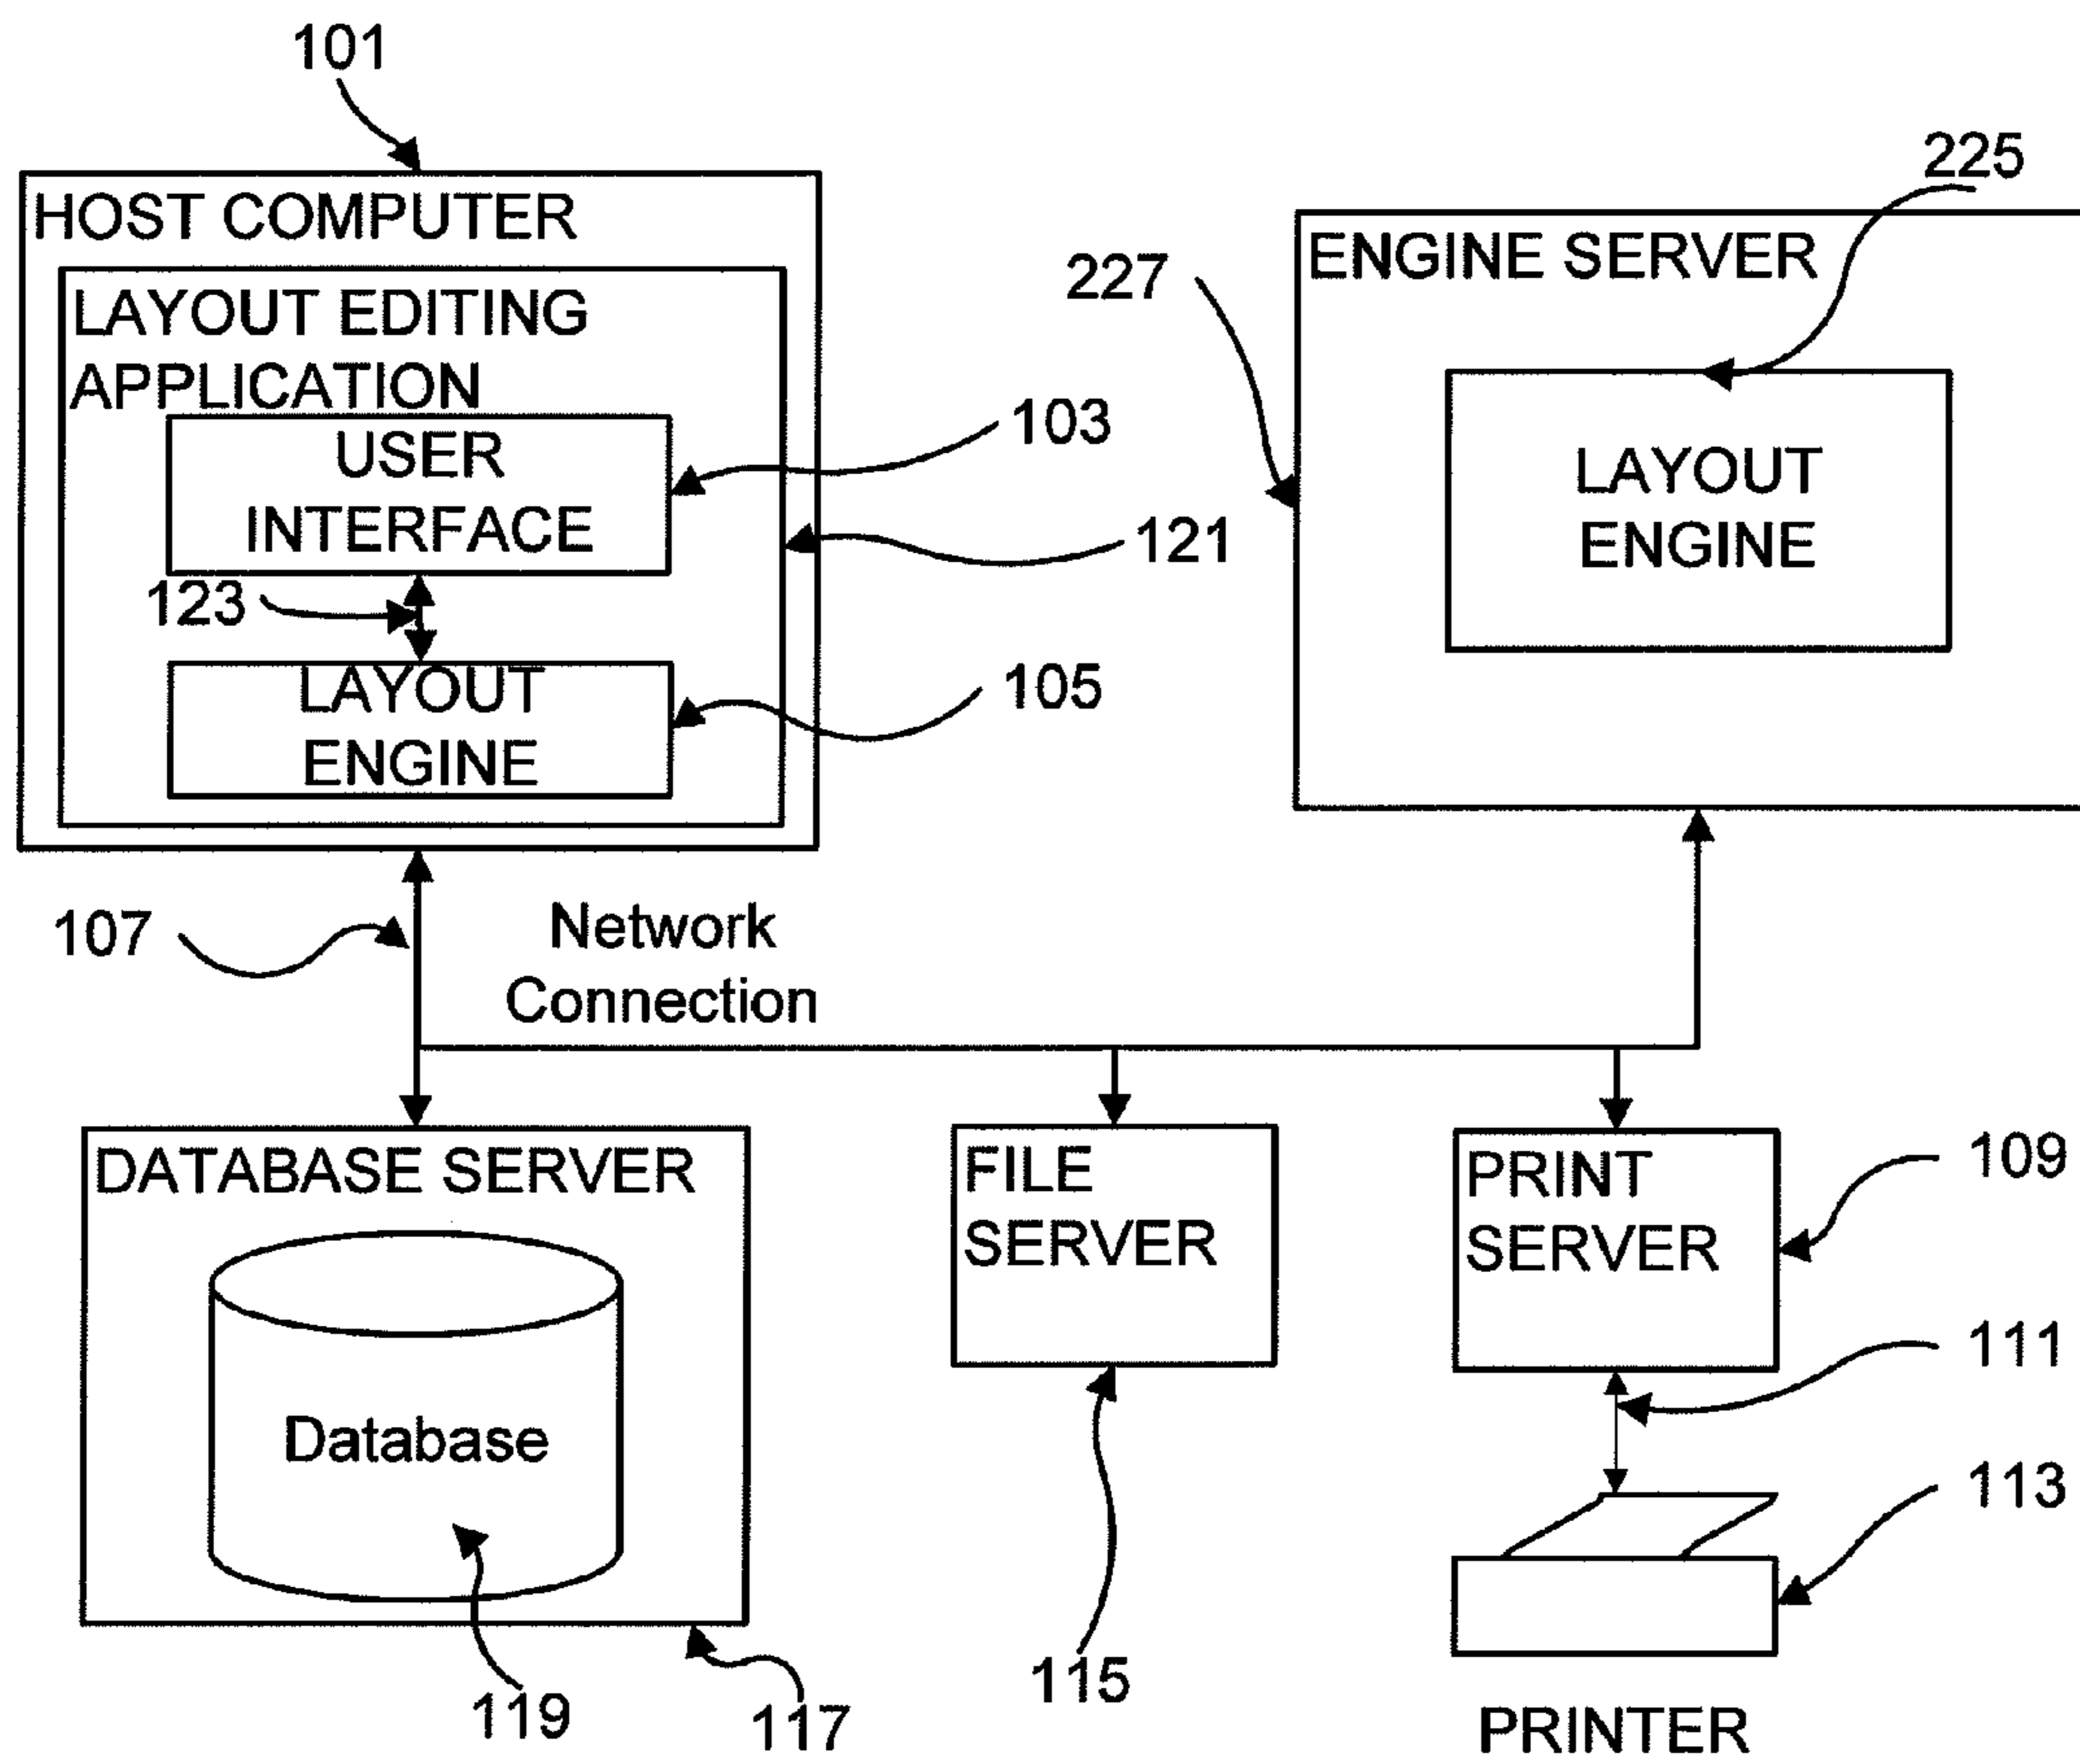 101
HOST COMPUTER
LAYOUT EDITING
APPLICATION
USER
INTERFACE
103
121
123
LAYOUT
ENGINE
105
225
ENGINE SERVER
227
LAYOUT
ENGINE
107
Network
Connection
DATABASE SERVER
Database
119
117
FILE
SERVER
115
PRINT
SERVER
109
111
113
PRINTER